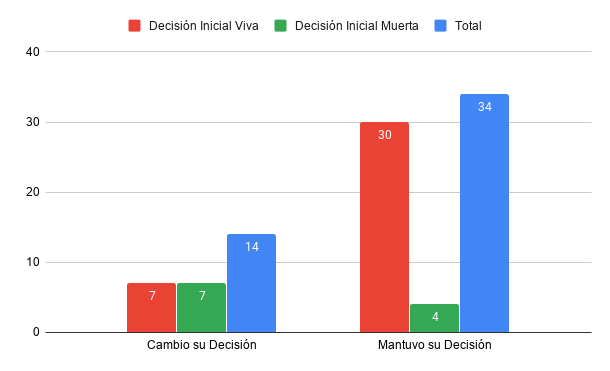 Decisión Inicial Viva Decisión Inicial Muerta Total
40
30
20
10
0
7 7 14
30 4 34
Cambio su Decisión Mantuvo su Decisión